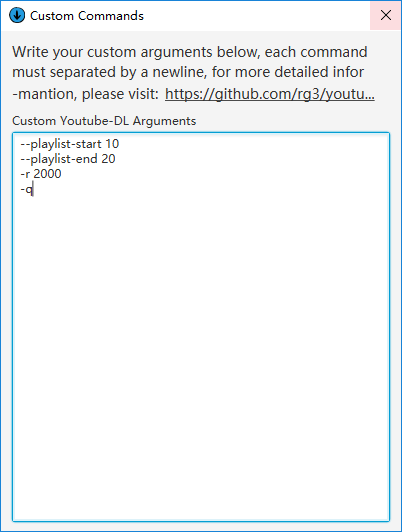 Custom Commands
Write your custom arguments below, each command
must separated by a newline, for more detailed infor
-mantion, please visit: https://github.com/rg3/youtu...
Custom Youtube-DL Arguments
--playlist-start 10
--playlist-end 20
-r 2000
-q